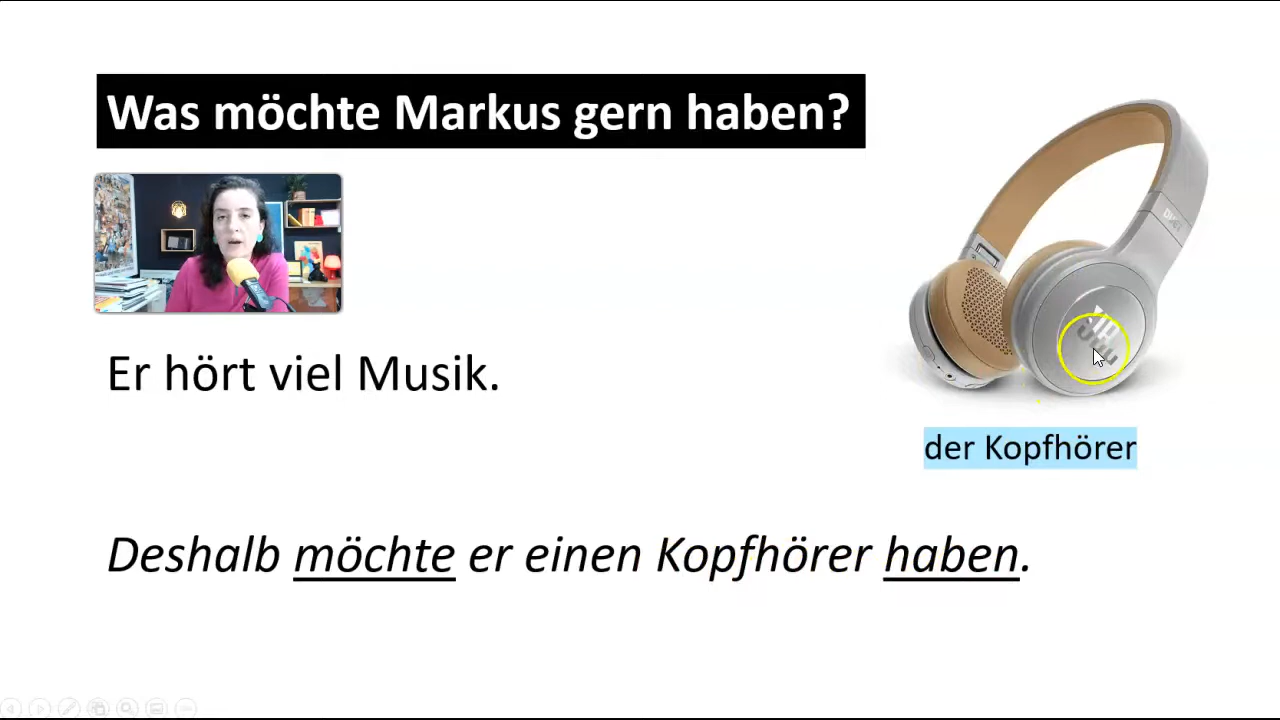 Was möchte Markus gern haben?
Er hört viel Musik.
der Kopfhörer
Deshalb möchte er einen Kopfhörer haben.